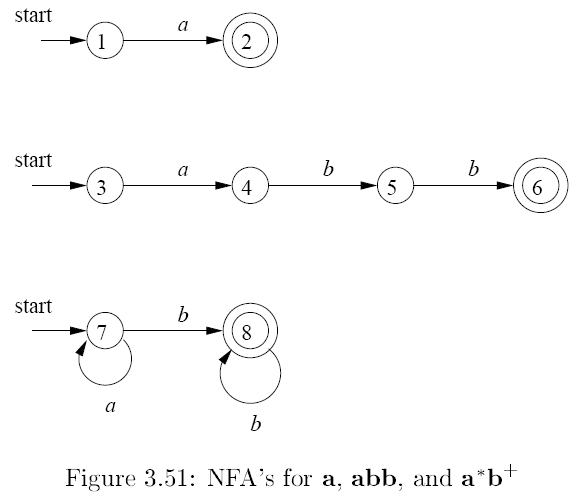 start
1 a 2
start
3 a 4 b 5 b 6
start
7 b 8
a
b
Figure 3.51: NFA's for a, abb, and a*b+